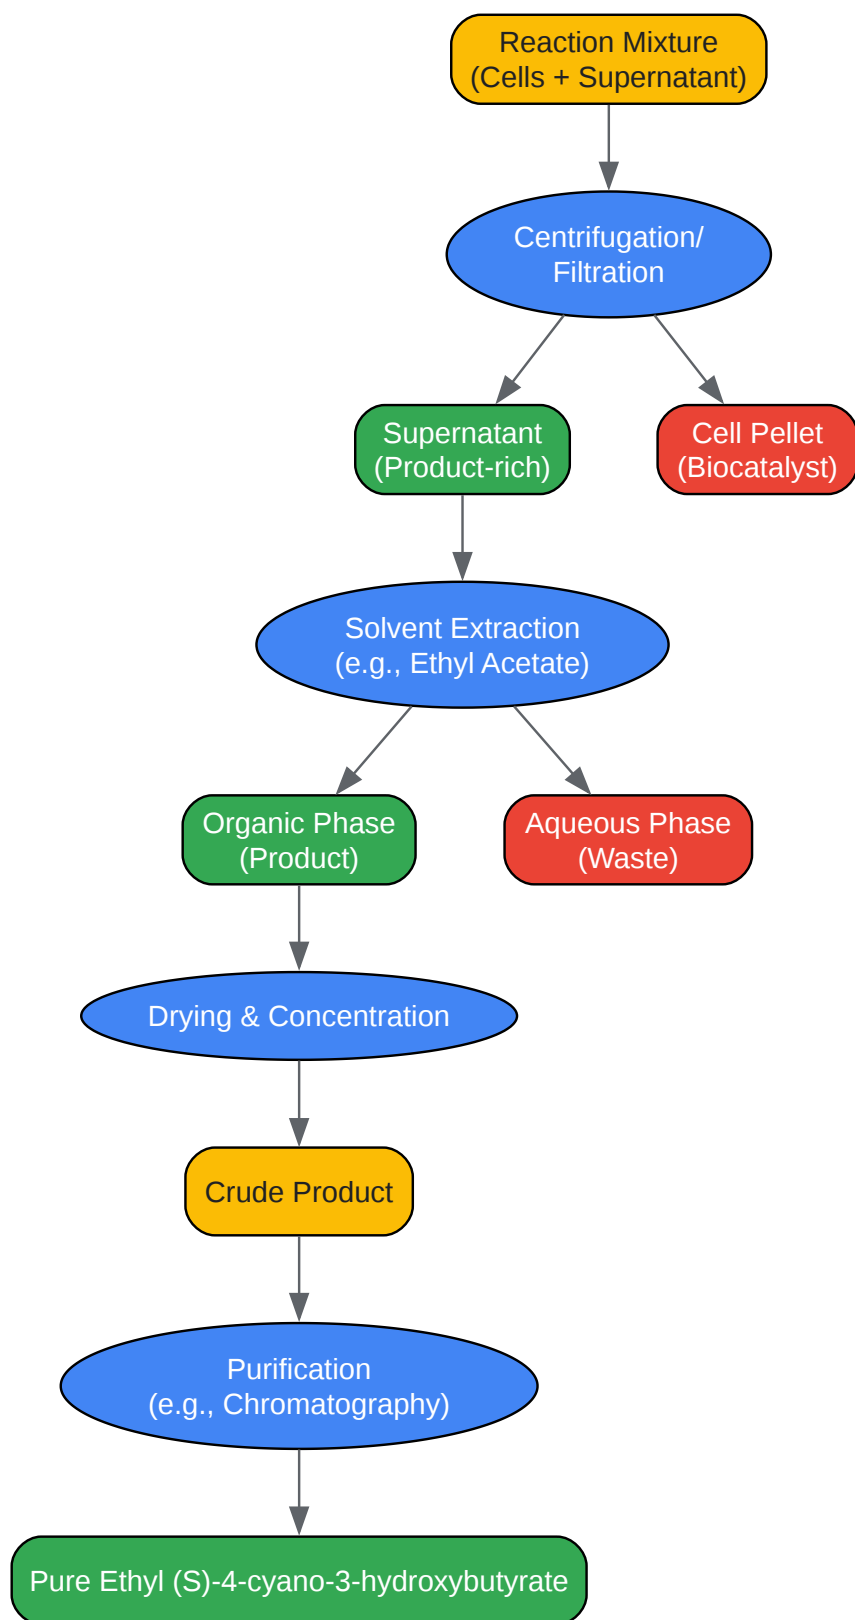 Reaction Mixture
(Cells + Supernatant)
Centrifugation/
Filtration
Supernatant
(Product-rich)
Cell Pellet
(Biocatalyst)
Solvent Extraction
(e.g., Ethyl Acetate)
Organic Phase
(Product)
Aqueous Phase
(Waste)
Drying & Concentration
Crude Product
Purification
(e.g., Chromatography)
Pure Ethyl (S)-4-cyano-3-hydroxybutyrate